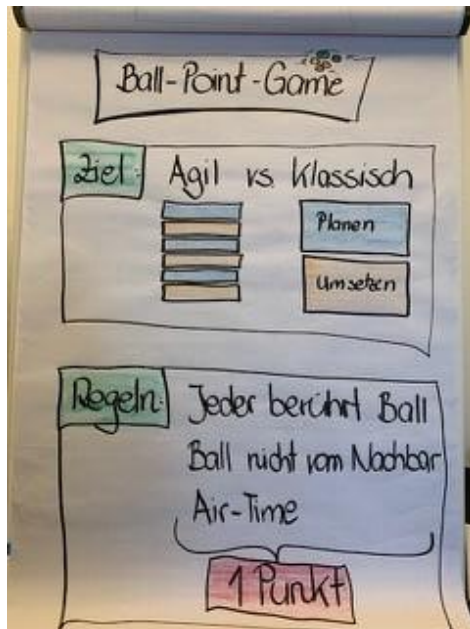 Ball-Point-Game
Ziel: Agil vs. Klassisch
Planen
Umsetzen
Regeln: Jeder berührt Ball
Ball nicht vom Nachbar
Air-Time
1 Punkt